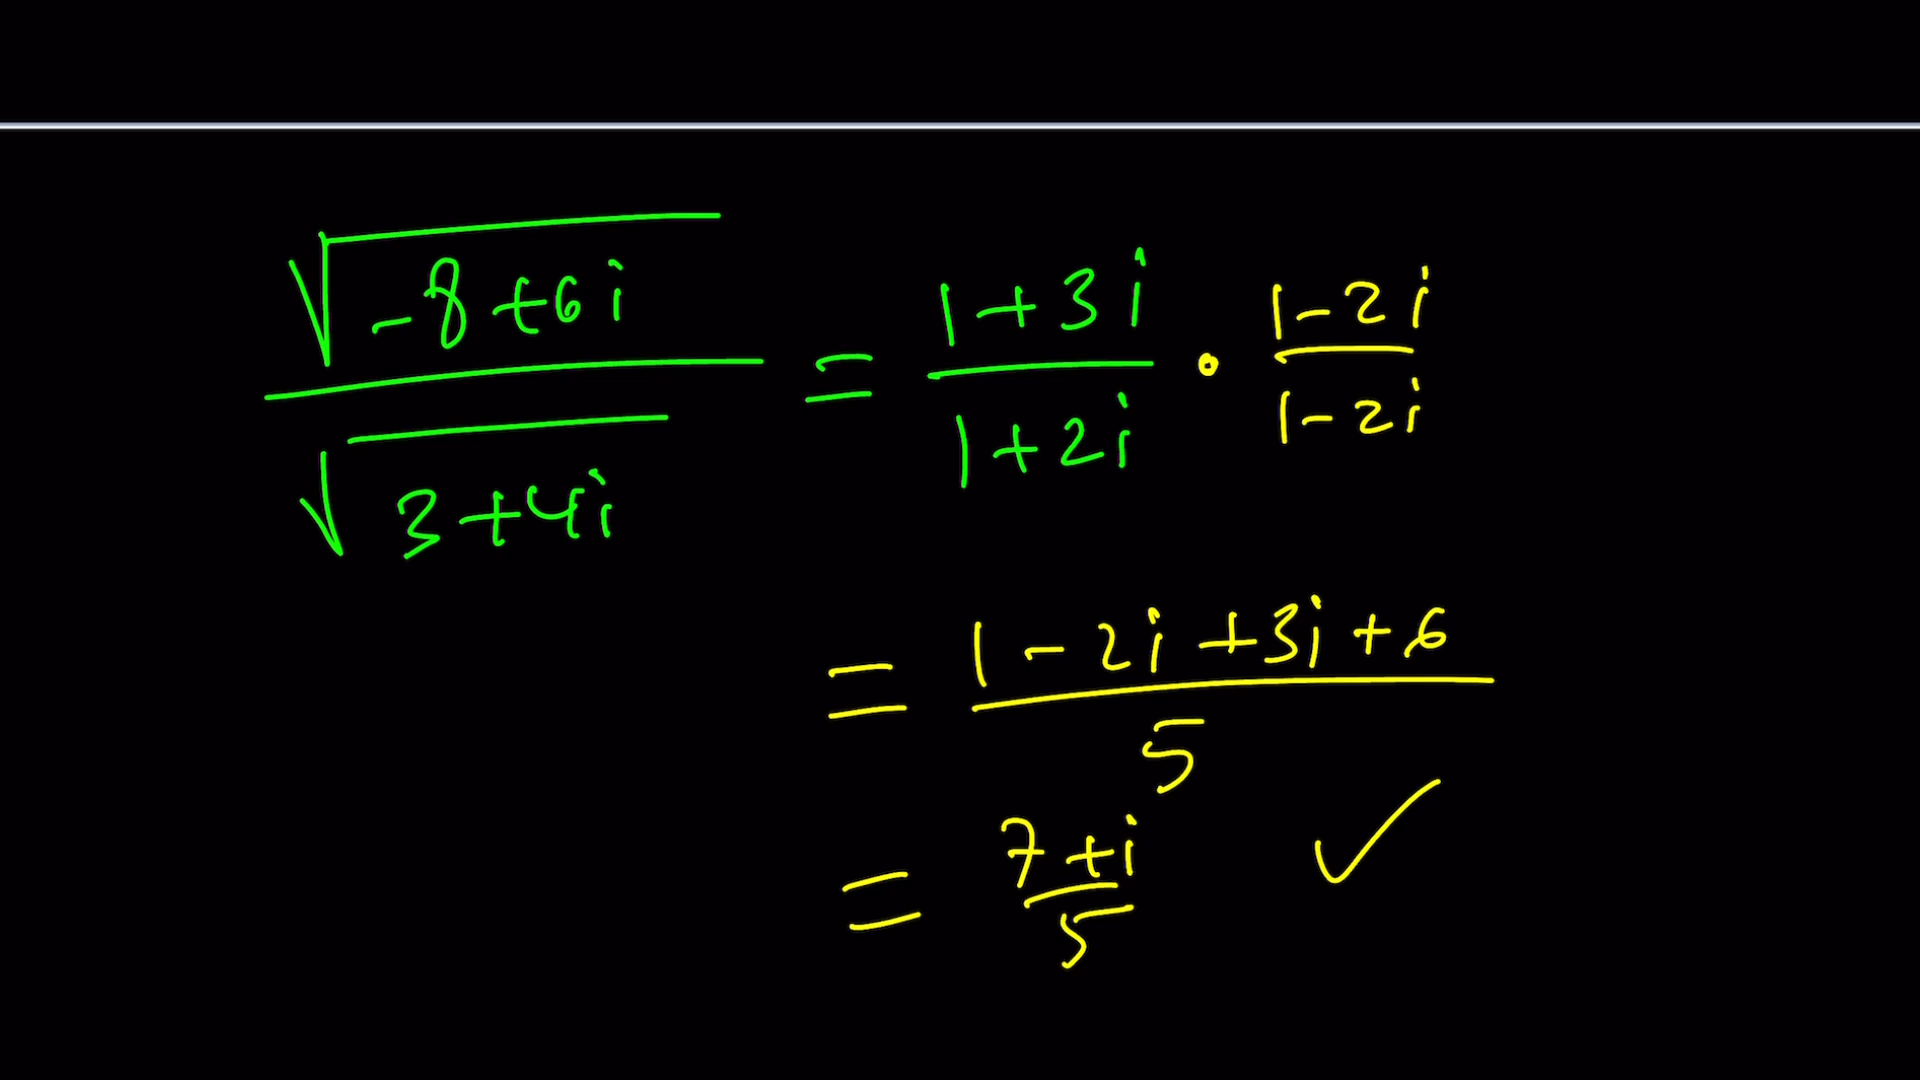 √(-8+6i) / √(3+4i) = (1+3i)/(1+2i) · (1-2i)/(1-2i)
= (1-2i+3i+6)/5
= (7+i)/5 ✓